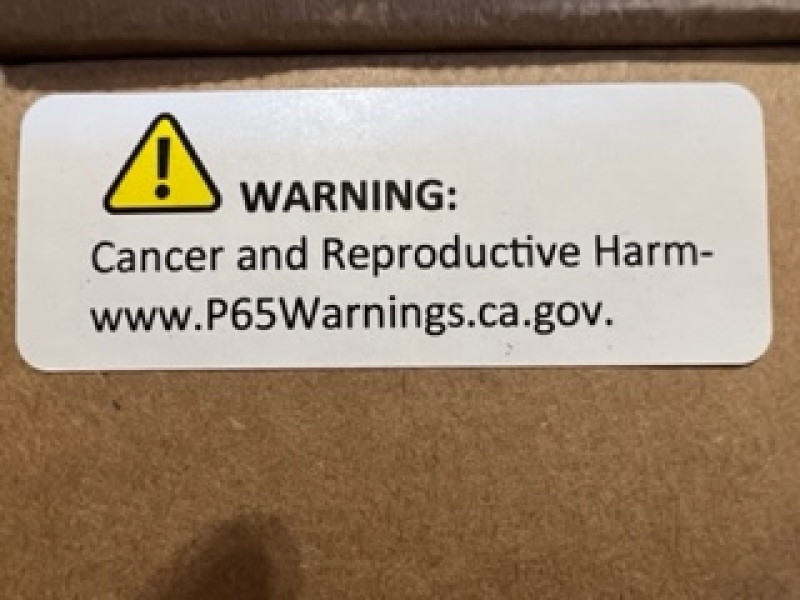 WARNING:
Cancer and Reproductive Harm-
www.P65Warnings.ca.gov.